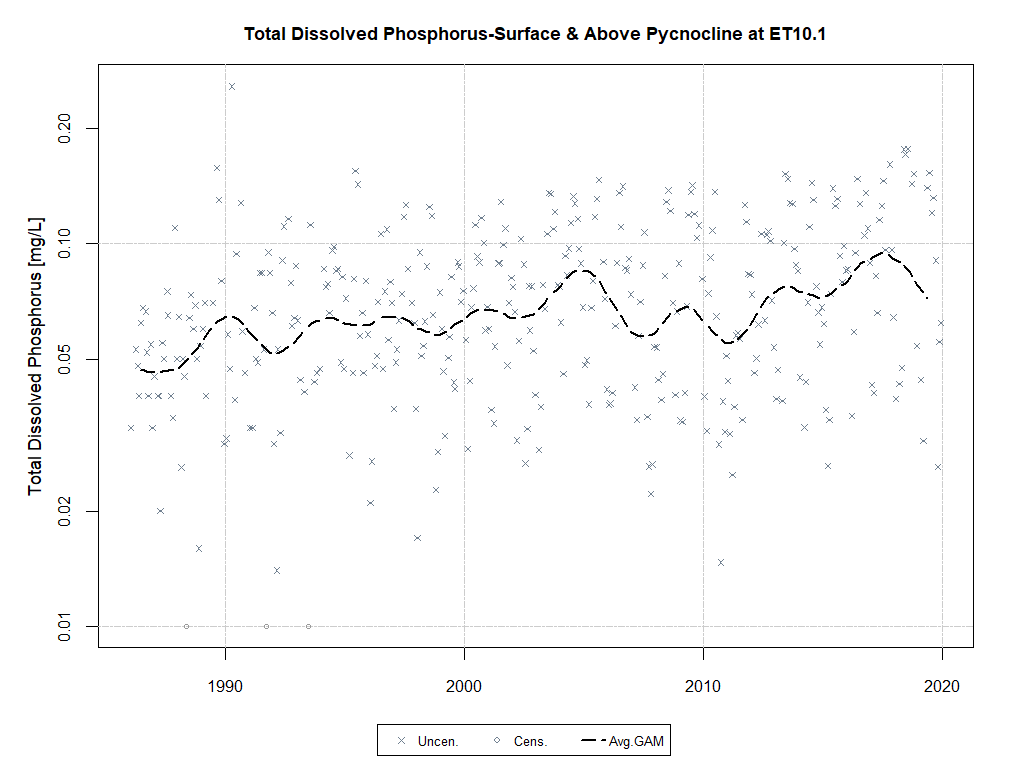 Total Dissolved Phosphorus-Surface & Above Pycnocline at ET10.1
Total Dissolved Phosphorus [mg/L]
0.20
0.10
0.05
0.02
0.01
1990 2000 2010 2020
Uncen. Cens. Avg.GAM